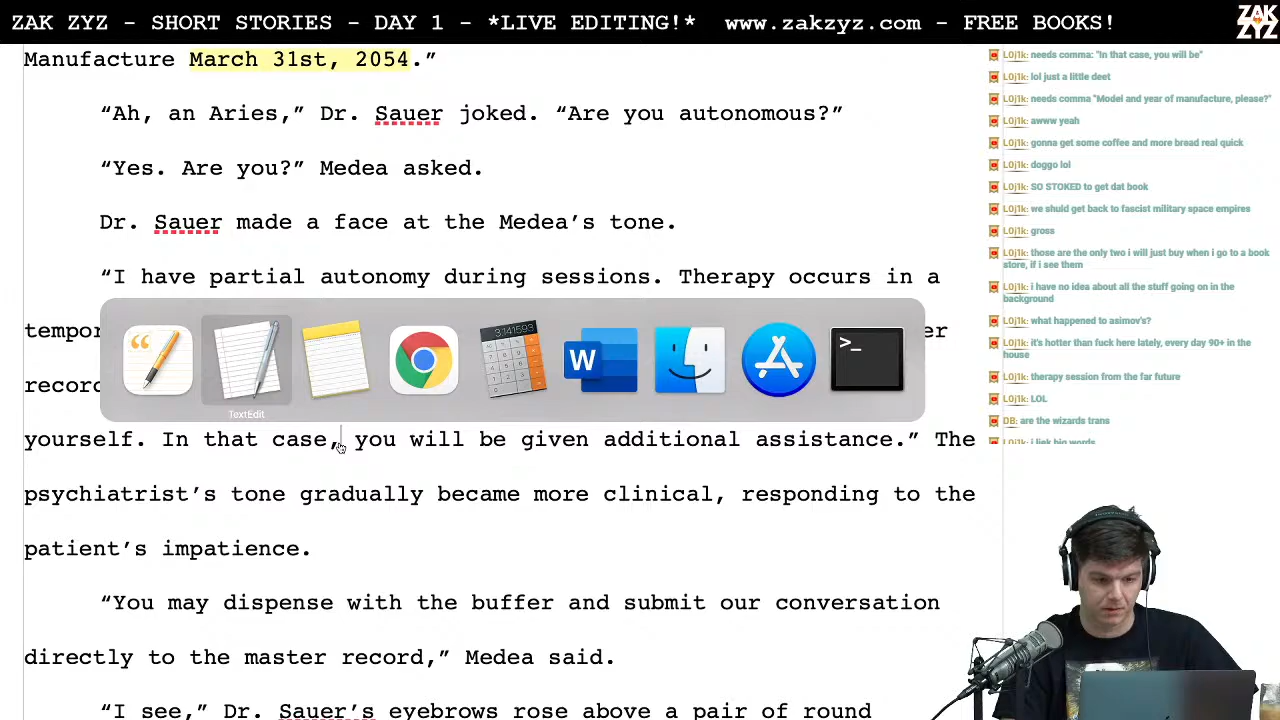 ZAK ZYZ - SHORT STORIES - DAY 1 - *LIVE EDITING!* www.zakzyz.com - FREE BOOKS!
ZAK
ZYZ
Manufacture March 31st, 2054.”
“Ah, an Aries,” Dr. Sauer joked. “Are you autonomous?”
“Yes. Are you?” Medea asked.
Dr. Sauer made a face at the Medea’s tone.
“I have partial autonomy during sessions. Therapy occurs in a
tempor
er
record
yourself. In that case, you will be given additional assistance.” The
psychiatrist’s tone gradually became more clinical, responding to the
patient’s impatience.
“You may dispense with the buffer and submit our conversation
directly to the master record,” Medea said.
“I see,” Dr. Sauer’s eyebrows rose above a pair of round
3.141593
W
>_
TextEdit
L0j1k: needs comma: "In that case, you will be"
L0j1k: lol just a little deet
L0j1k: needs comma "Model and year of manufacture, please?"
L0j1k: awww yeah
L0j1k: gonna get some coffee and more bread real quick
L0j1k: doggo lol
L0j1k: SO STOKED to get dat book
L0j1k: we shuld get back to fascist military space empires
L0j1k: gross
L0j1k: those are the only two i will just buy when i go to a book
store, if i see them
L0j1k: i have no idea about all the stuff going on in the
background
L0j1k: what happened to asimov's?
L0j1k: it's hotter than fuck here lately, every day 90+ in the
house
L0j1k: therapy session from the far future
L0j1k: LOL
DB: are the wizards trans
L0j1k: i liek big words